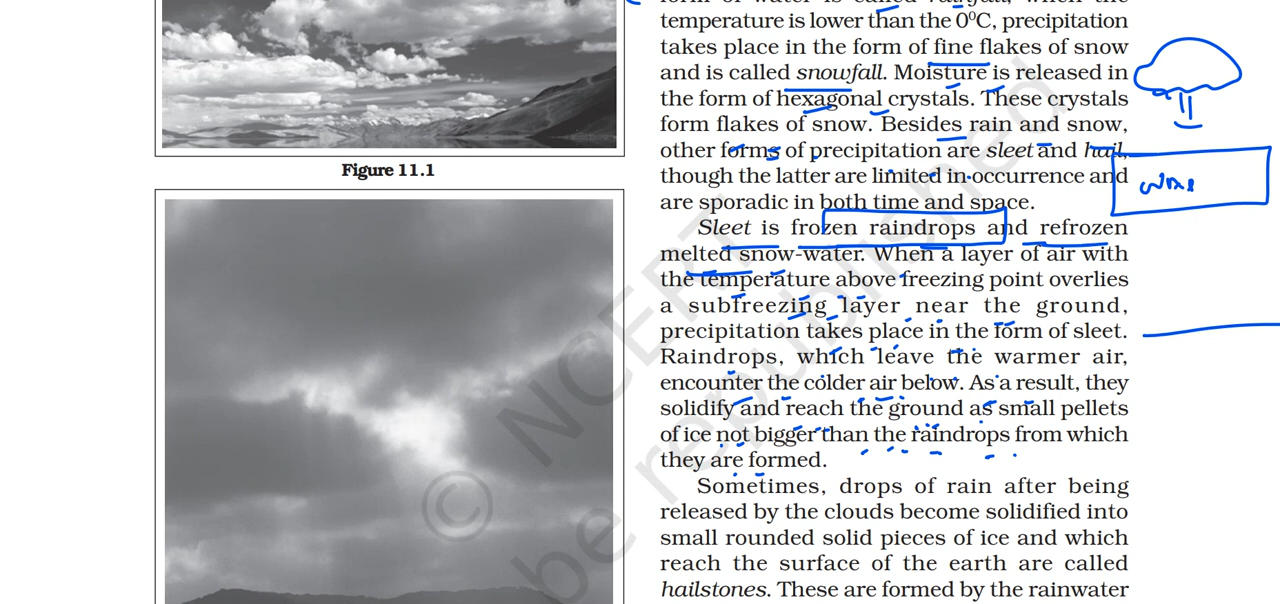 form of water is called rainfall, when the
temperature is lower than the 0⁰C, precipitation
takes place in the form of fine flakes of snow
and is called snowfall. Moisture is released in
the form of hexagonal crystals. These crystals
form flakes of snow. Besides rain and snow,
other forms of precipitation are sleet and hail,
though the latter are limited in occurrence and
are sporadic in both time and space.
Sleet is frozen raindrops and refrozen
melted snow-water. When a layer of air with
the temperature above freezing point overlies
a subfreezing layer near the ground,
precipitation takes place in the form of sleet.
Raindrops, which leave the warmer air,
encounter the colder air below. As a result, they
solidify and reach the ground as small pellets
of ice not bigger than the raindrops from which
they are formed.
Sometimes, drops of rain after being
released by the clouds become solidified into
small rounded solid pieces of ice and which
reach the surface of the earth are called
hailstones. These are formed by the rainwater
Figure 11.1
© NCERT
be republished